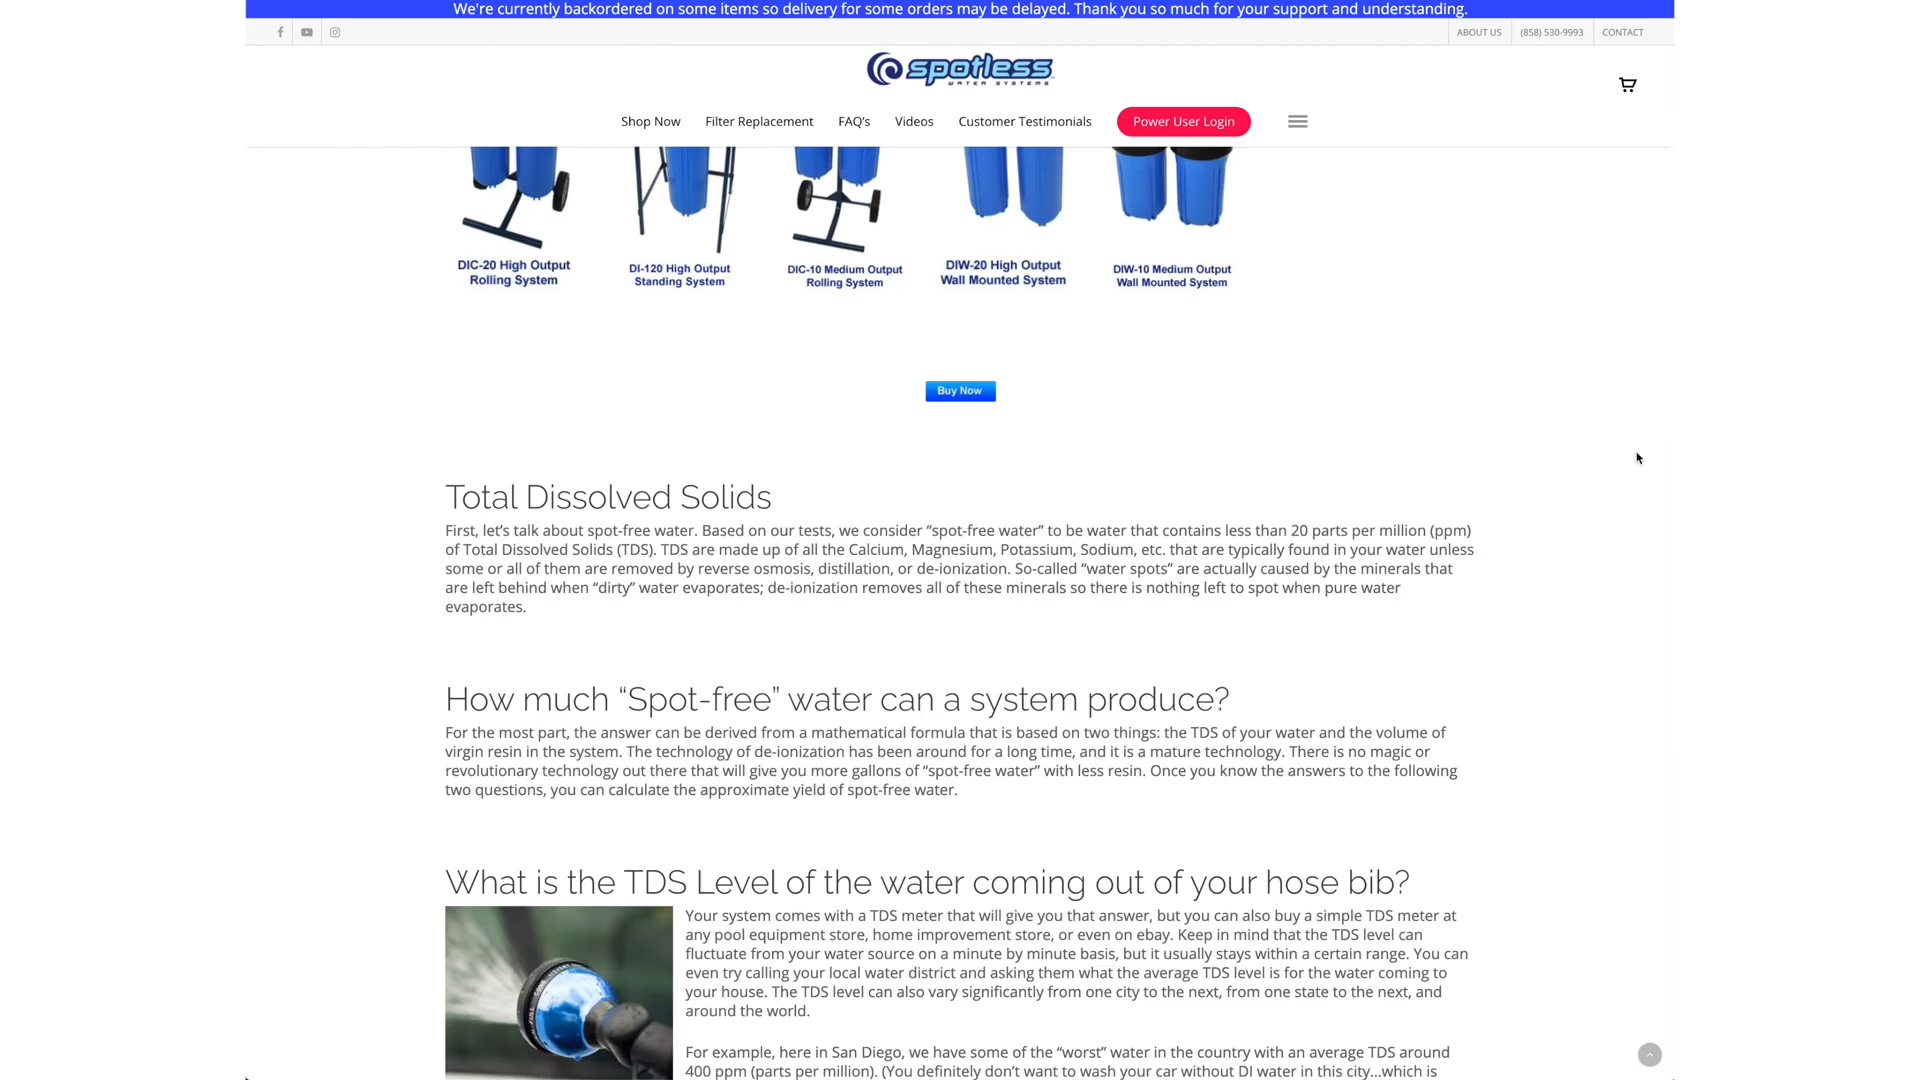 We're currently backordered on some items so delivery for some orders may be delayed. Thank you so much for your support and understanding.
ABOUT US
(858) 530-9993
CONTACT
spotless
WATER SYSTEMS
Shop Now
Filter Replacement
FAQ's
Videos
Customer Testimonials
Power User Login
DIC-20 High Output
Rolling System
DI-120 High Output
Standing System
DIC-10 Medium Output
Rolling System
DIW-20 High Output
Wall Mounted System
DIW-10 Medium Output
Wall Mounted System
Buy Now
Total Dissolved Solids
First, let’s talk about spot-free water. Based on our tests, we consider “spot-free water” to be water that contains less than 20 parts per million (ppm)
of Total Dissolved Solids (TDS). TDS are made up of all the Calcium, Magnesium, Potassium, Sodium, etc. that are typically found in your water unless
some or all of them are removed by reverse osmosis, distillation, or de-ionization. So-called “water spots” are actually caused by the minerals that
are left behind when “dirty” water evaporates; de-ionization removes all of these minerals so there is nothing left to spot when pure water
evaporates.
How much “Spot-free” water can a system produce?
For the most part, the answer can be derived from a mathematical formula that is based on two things: the TDS of your water and the volume of
virgin resin in the system. The technology of de-ionization has been around for a long time, and it is a mature technology. There is no magic or
revolutionary technology out there that will give you more gallons of “spot-free water” with less resin. Once you know the answers to the following
two questions, you can calculate the approximate yield of spot-free water.
What is the TDS Level of the water coming out of your hose bib?
Your system comes with a TDS meter that will give you that answer, but you can also buy a simple TDS meter at
any pool equipment store, home improvement store, or even on ebay. Keep in mind that the TDS level can
fluctuate from your water source on a minute by minute basis, but it usually stays within a certain range. You can
even try calling your local water district and asking them what the average TDS level is for the water coming to
your house. The TDS level can also vary significantly from one city to the next, from one state to the next, and
around the world.
For example, here in San Diego, we have some of the “worst” water in the country with an average TDS around
400 ppm (parts per million). (You definitely don’t want to wash your car without DI water in this city...which is